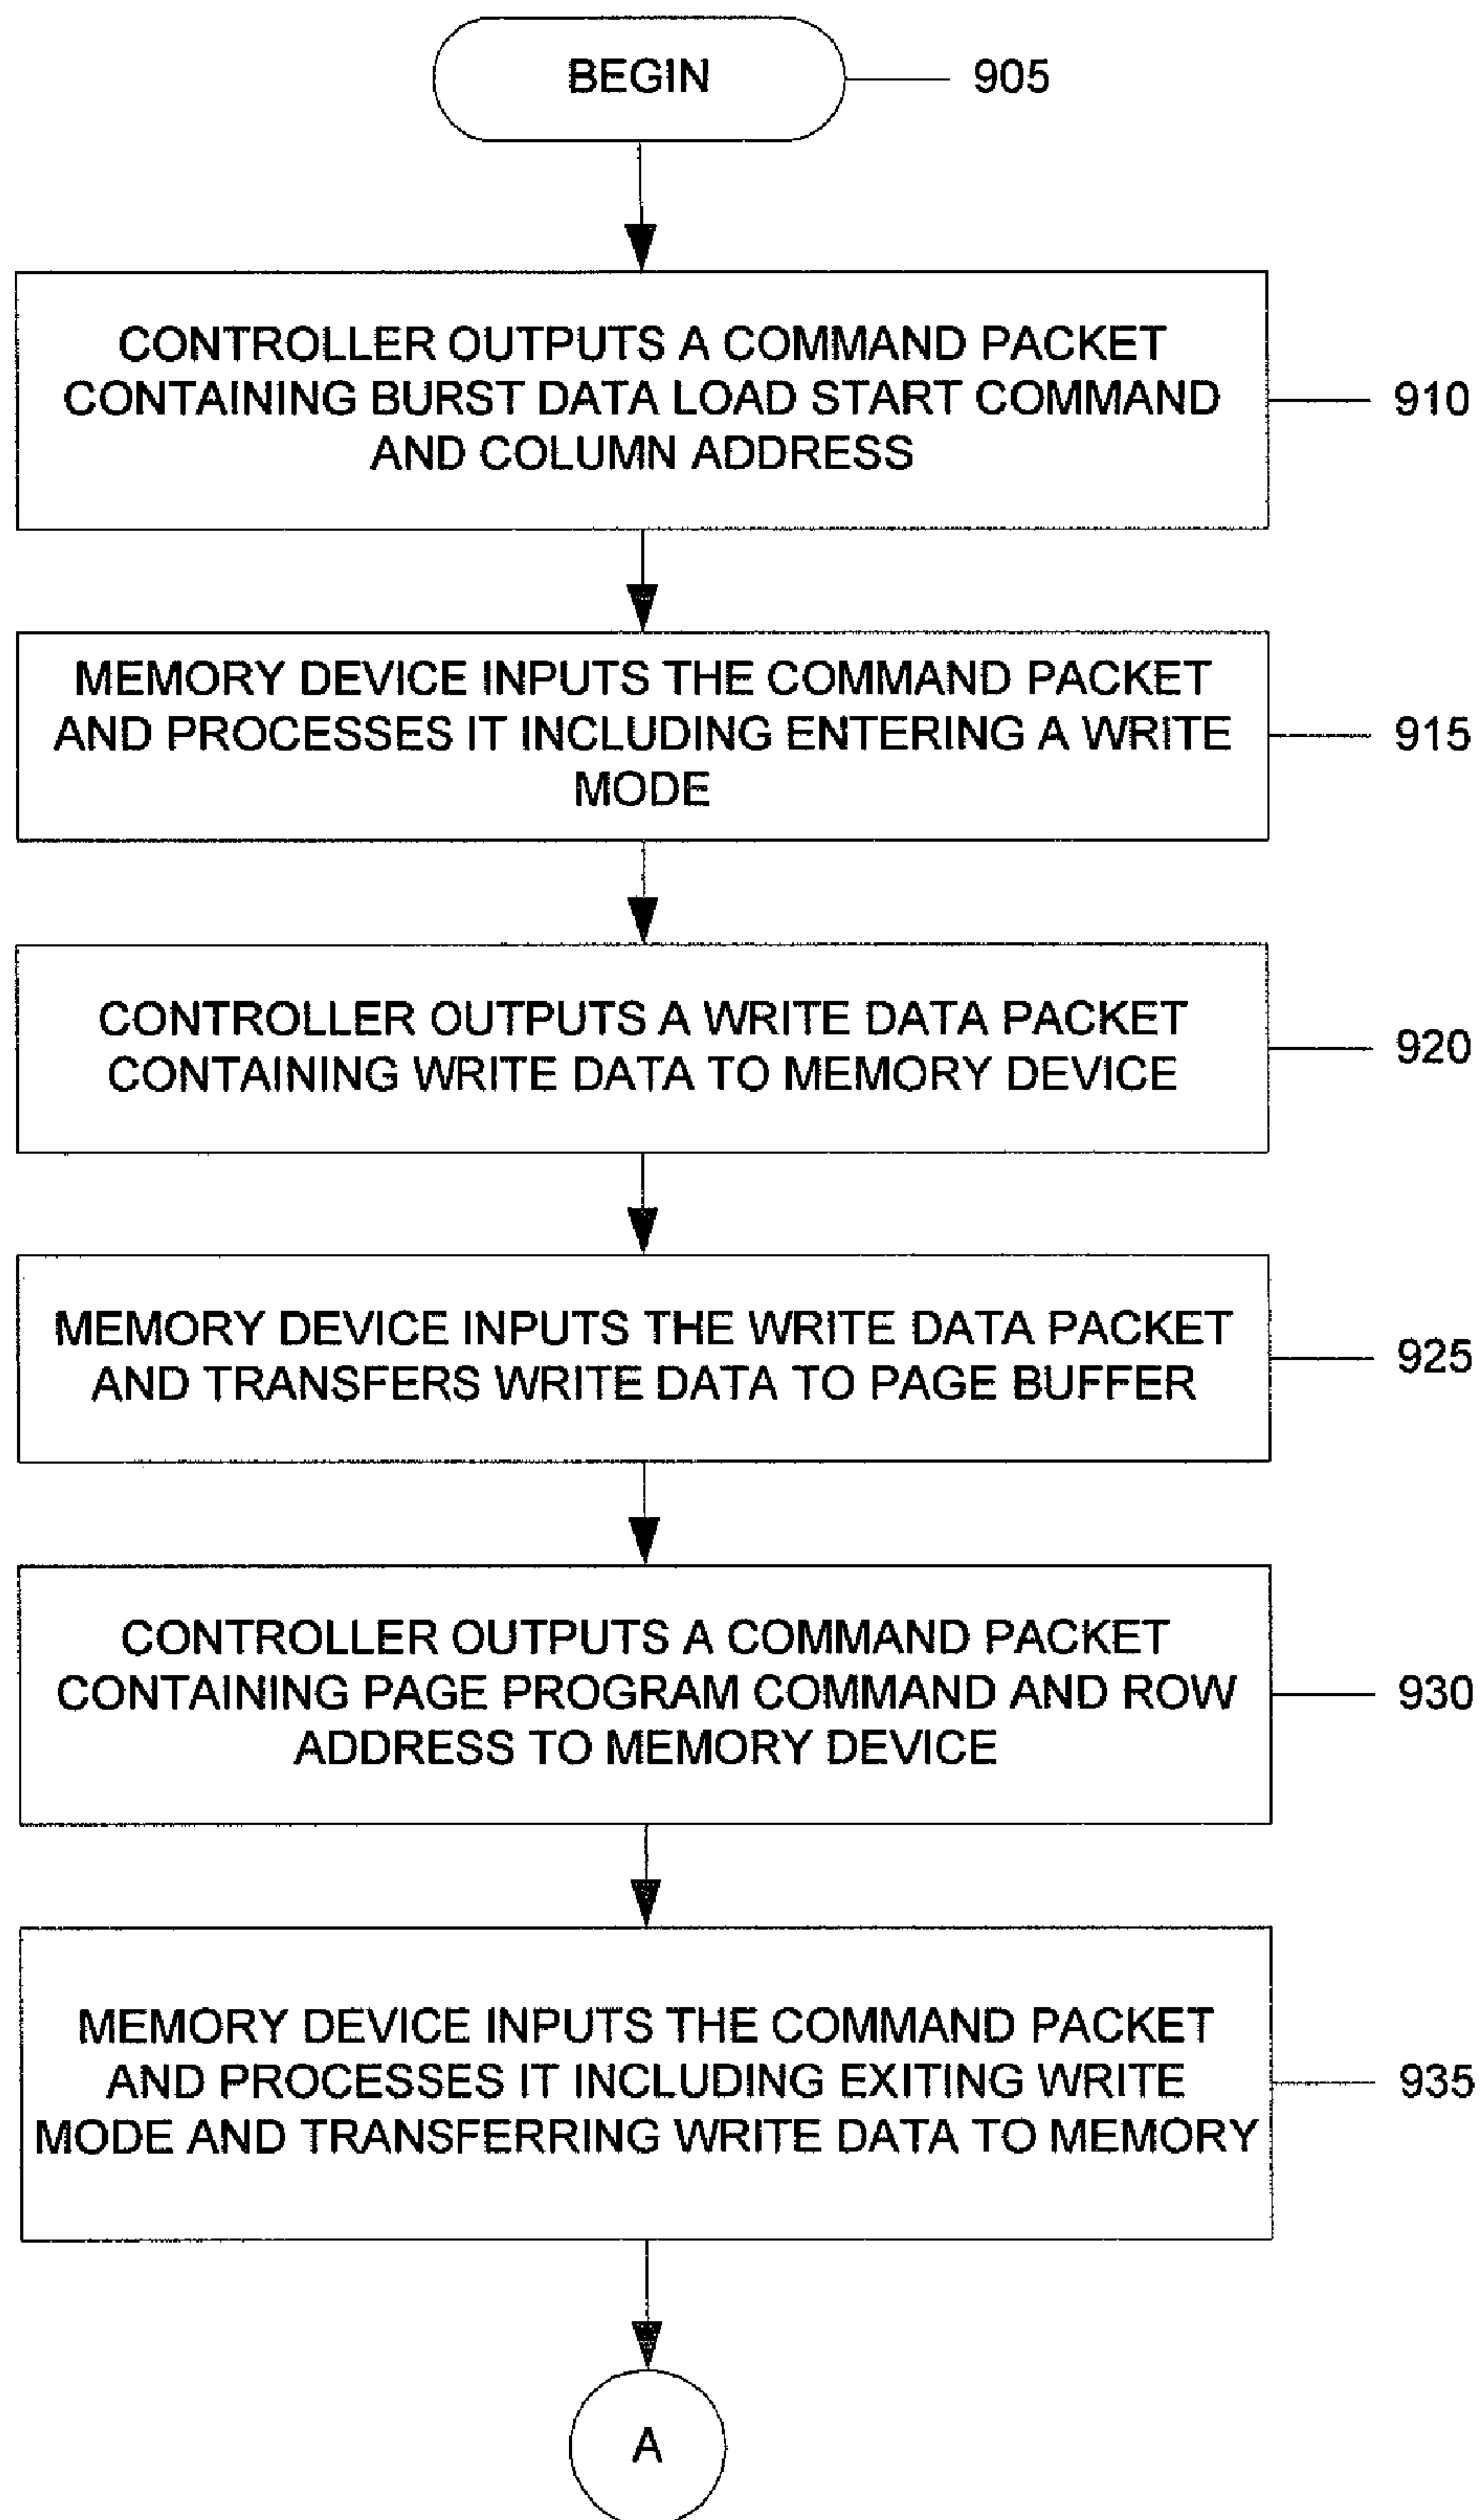 BEGIN
905
CONTROLLER OUTPUTS A COMMAND PACKET
CONTAINING BURST DATA LOAD START COMMAND
AND COLUMN ADDRESS
910
MEMORY DEVICE INPUTS THE COMMAND PACKET
AND PROCESSES IT INCLUDING ENTERING A WRITE
MODE
915
CONTROLLER OUTPUTS A WRITE DATA PACKET
CONTAINING WRITE DATA TO MEMORY DEVICE
920
MEMORY DEVICE INPUTS THE WRITE DATA PACKET
AND TRANSFERS WRITE DATA TO PAGE BUFFER
925
CONTROLLER OUTPUTS A COMMAND PACKET
CONTAINING PAGE PROGRAM COMMAND AND ROW
ADDRESS TO MEMORY DEVICE
930
MEMORY DEVICE INPUTS THE COMMAND PACKET
AND PROCESSES IT INCLUDING EXITING WRITE
MODE AND TRANSFERRING WRITE DATA TO MEMORY
935
A